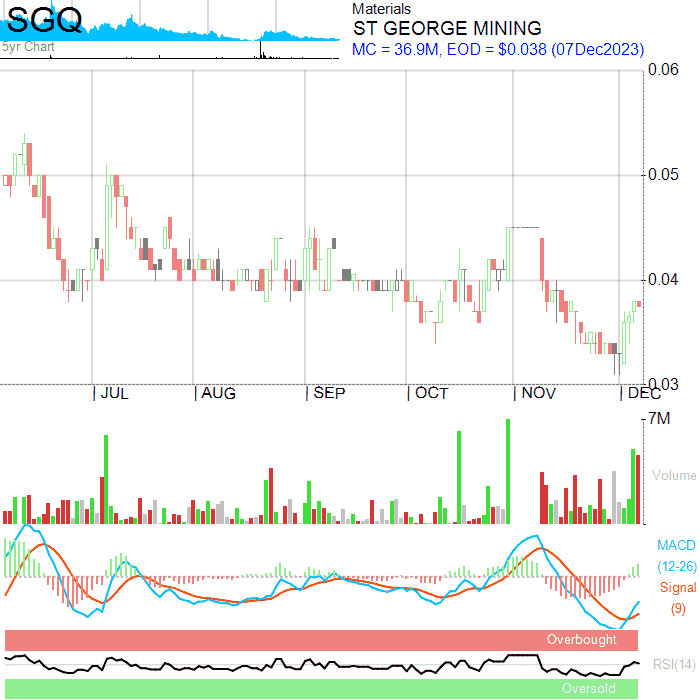 SGQ
5yr Chart
Materials
ST GEORGE MINING
MC = 36.9M, EOD = $0.038 (07Dec2023)
0.06
0.05
0.04
0.03
JUL AUG SEP OCT NOV DEC
7M
Volume
MACD
(12-26)
Signal
(9)
Overbought
RSI(14)
Oversold